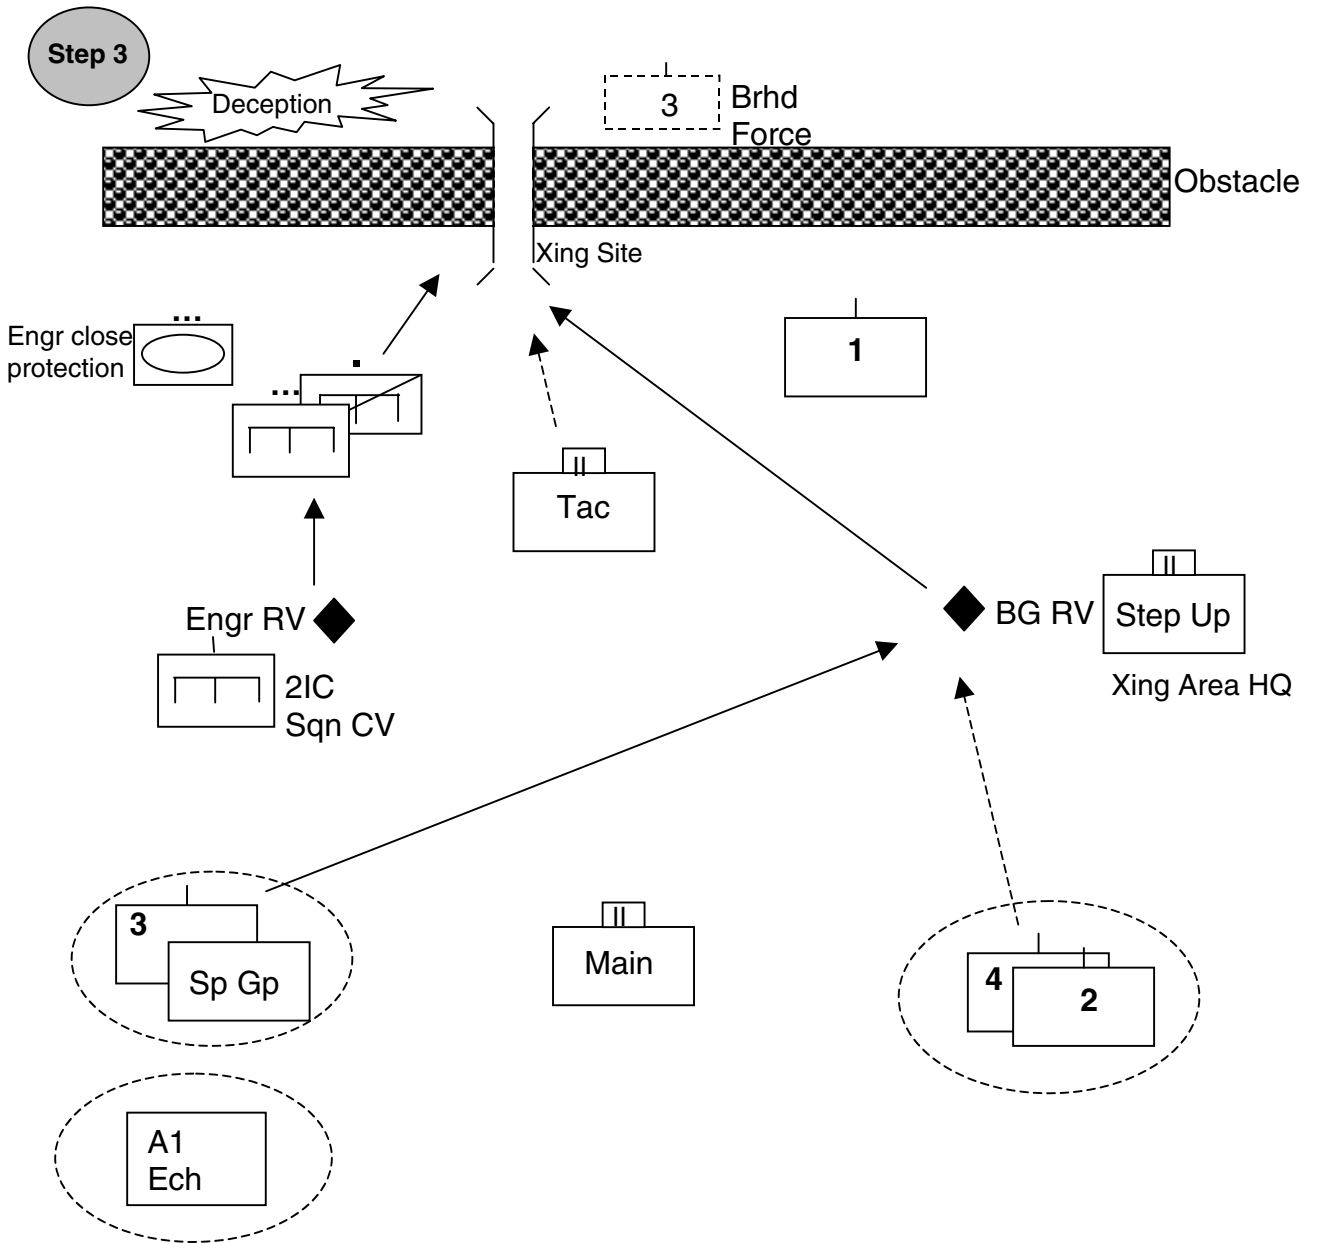 Step 3
Deception
3
Brhd
Force
Obstacle
Xing Site
Engr close
protection
1
Tac
Engr RV
BG RV
Step Up
2IC
Sqn CV
Xing Area HQ
3
Sp Gp
Main
4
2
A1
Ech